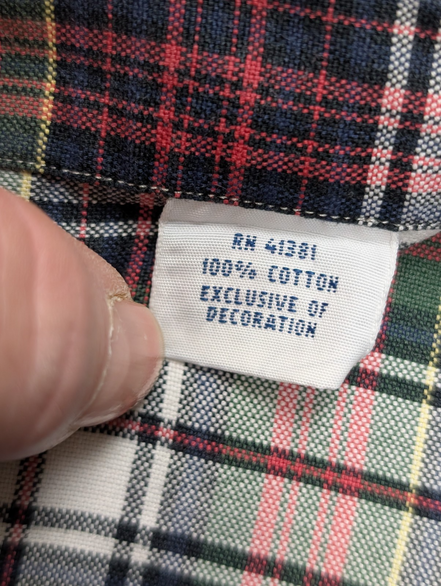 RN 41381
100% COTTON
EXCLUSIVE OF
DECORATION